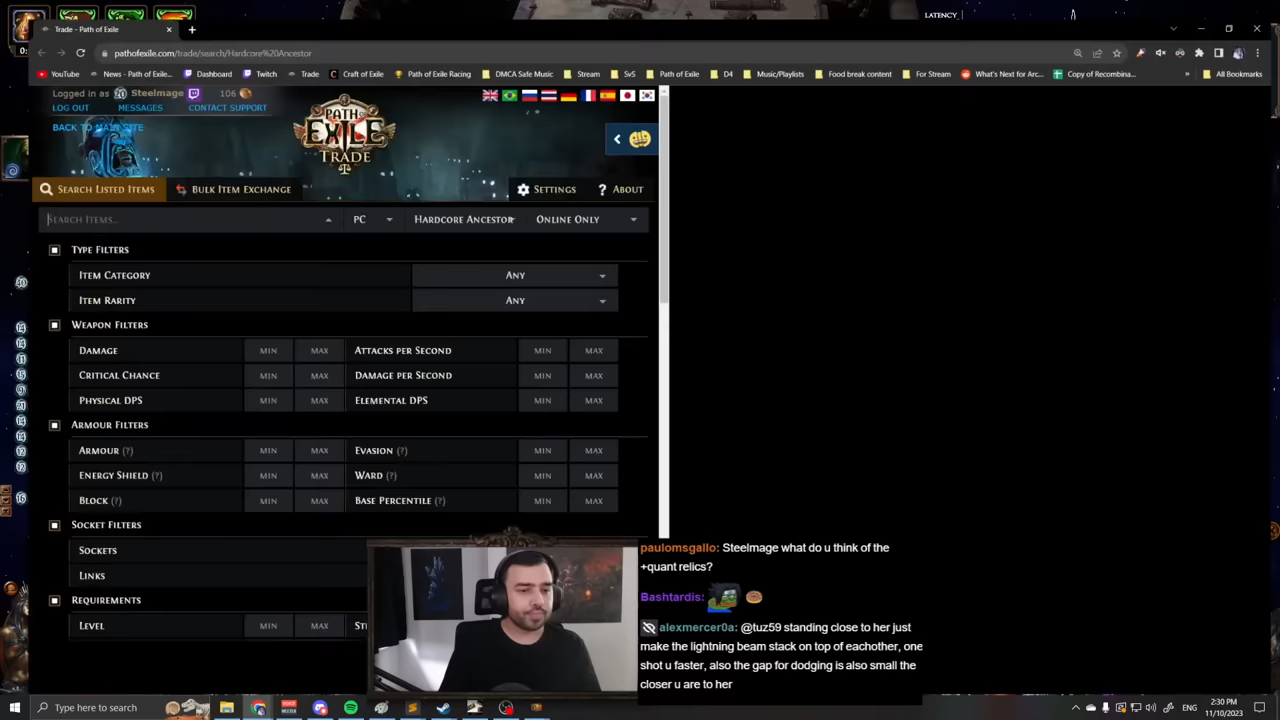 LATENCY
Trade - Path of Exile
pathofexile.com/trade/search/Hardcore%20Ancestor
YouTube
News - Path of Exile...
Dashboard
Twitch
Trade
Craft of Exile
Path of Exile Racing
DMCA Safe Music
Stream
SvS
Path of Exile
D4
Music/Playlists
Food break content
For Stream
What's Next for Arc...
Copy of Recombina...
»
All Bookmarks
Logged in as Steelmage 106
LOG OUT MESSAGES CONTACT SUPPORT
BACK TO MAIN SITE
PATH OF EXILE
TRADE
SEARCH LISTED ITEMS
BULK ITEM EXCHANGE
SETTINGS
? ABOUT
SEARCH ITEMS...
PC
HARDCORE ANCESTOR
ONLINE ONLY
TYPE FILTERS
ITEM CATEGORY ANY
ITEM RARITY ANY
WEAPON FILTERS
DAMAGE MIN MAX ATTACKS PER SECOND MIN MAX
CRITICAL CHANCE MIN MAX DAMAGE PER SECOND MIN MAX
PHYSICAL DPS MIN MAX ELEMENTAL DPS MIN MAX
ARMOUR FILTERS
ARMOUR (?) MIN MAX EVASION (?) MIN MAX
ENERGY SHIELD (?) MIN MAX WARD (?) MIN MAX
BLOCK (?) MIN MAX BASE PERCENTILE (?) MIN MAX
SOCKET FILTERS
SOCKETS
LINKS
REQUIREMENTS
LEVEL MIN MAX
paulomsgallo: Steelmage what do u think of the
+quant relics?
Bashtardis:
alexmercer0a: @tuz59 standing close to her just
make the lightning beam stack on top of eachother, one
shot u faster, also the gap for dodging is also small the
closer u are to her
Type here to search
2:30 PM
11/10/2023